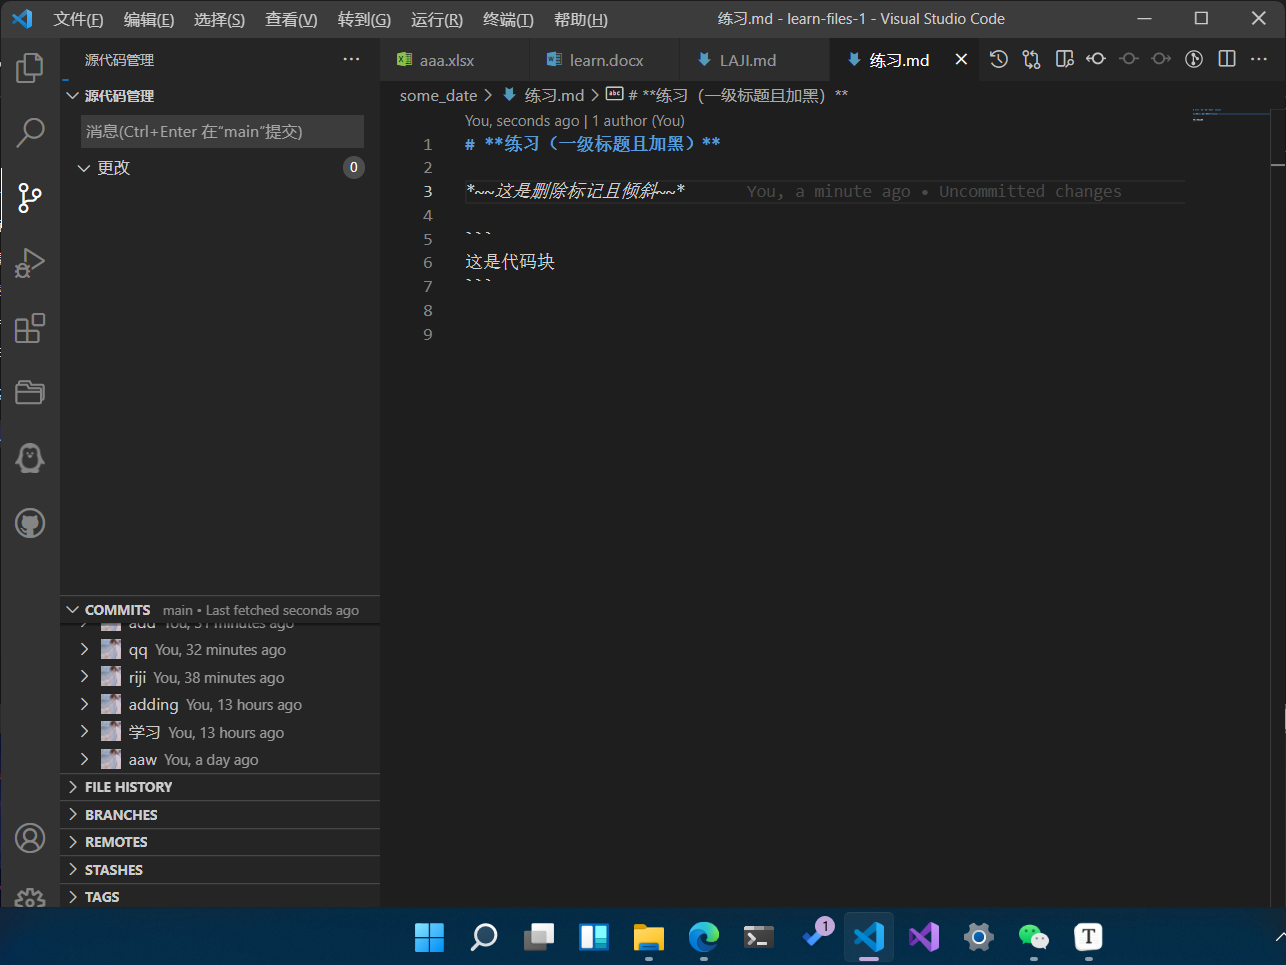 文件(F) 编辑(E) 选择(S) 查看(V) 转到(G) 运行(R) 终端(T) 帮助(H) 练习.md - learn-files-1 - Visual Studio Code
源代码管理
aaa.xlsx learn.docx LAJI.md 练习.md
源代码管理
some_date 练习.md # **练习（一级标题且加黑）**
消息(Ctrl+Enter 在“main”提交)
更改 0
You, seconds ago | 1 author (You)
1 # **练习（一级标题且加黑）**
2
3 *~~这是删除标记且倾斜~~* You, a minute ago • Uncommitted changes
4
5 ```
6 这是代码块
7 ```
8
9
COMMITS main • Last fetched seconds ago
add You, 31 minutes ago
qq You, 32 minutes ago
riji You, 38 minutes ago
adding You, 13 hours ago
学习 You, 13 hours ago
aaw You, a day ago
FILE HISTORY
BRANCHES
REMOTES
STASHES
TAGS
1
T